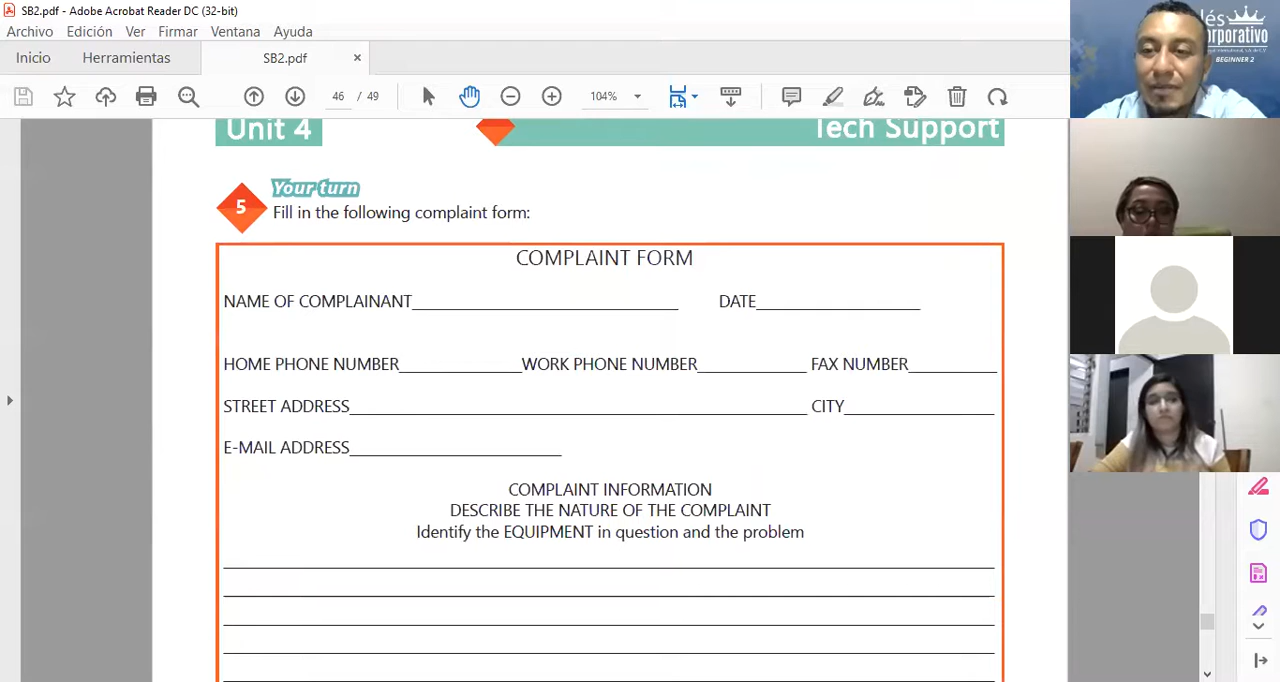 SB2.pdf - Adobe Acrobat Reader DC (32-bit)
Archivo Edición Ver Firmar Ventana Ayuda
Inicio Herramientas SB2.pdf ×
46 / 49 104%
Unit 4 Tech Support
Your turn
5 Fill in the following complaint form:
COMPLAINT FORM
NAME OF COMPLAINANT DATE
HOME PHONE NUMBER WORK PHONE NUMBER FAX NUMBER
STREET ADDRESS CITY
E-MAIL ADDRESS
COMPLAINT INFORMATION
DESCRIBE THE NATURE OF THE COMPLAINT
Identify the EQUIPMENT in question and the problem
BEGINNER 2